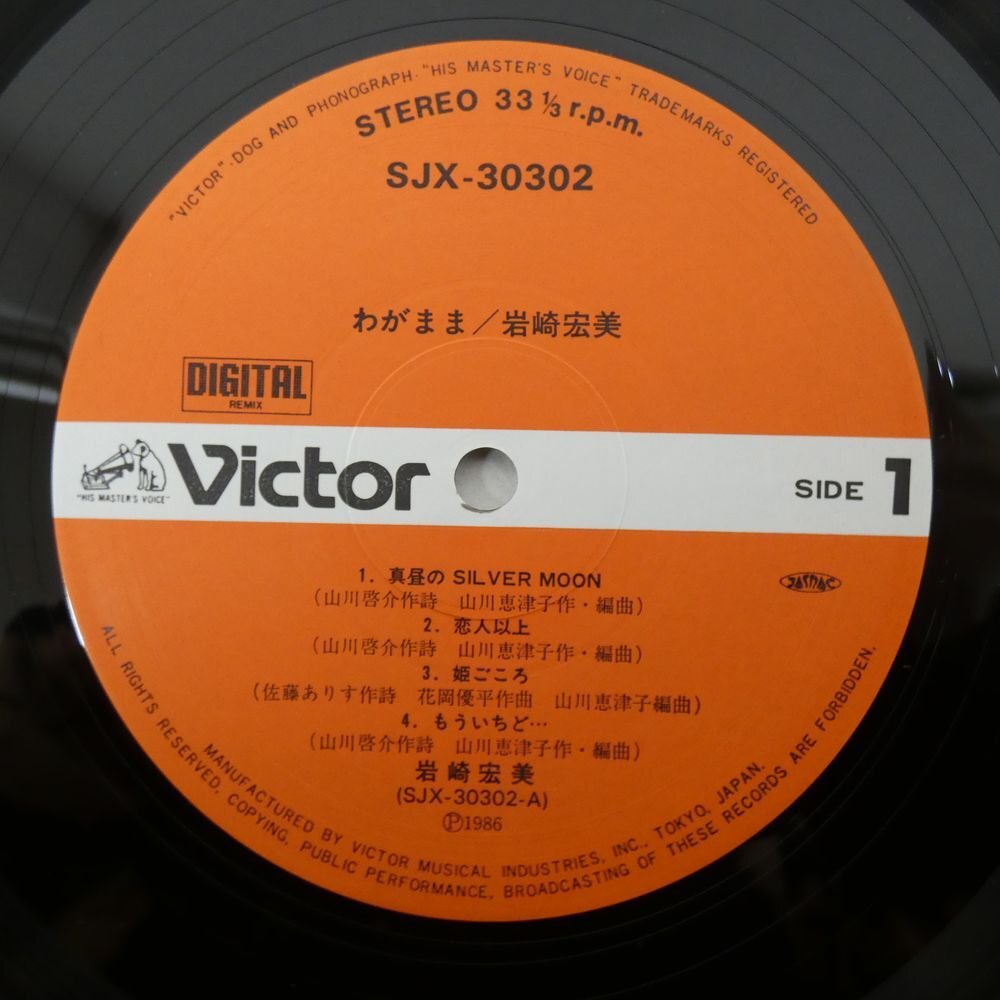 "VICTOR"·DOG AND PHONOGRAPH·"HIS MASTER'S VOICE" TRADEMARKS REGISTERED
STEREO 33 ⅓ r.p.m.
SJX-30302
わがまま／岩崎宏美
DIGITAL
REMIX
"HIS MASTER'S VOICE"
Victor
SIDE 1
1. 真昼の SILVER MOON
(山川啓介作詩 山川恵津子作・編曲)
2. 恋人以上
(山川啓介作詩 山川恵津子作・編曲)
3. 姫ごころ
(佐藤ありす作詩 花岡優平作曲 山川恵津子編曲)
4. もういちど…
(山川啓介作詩 山川恵津子作・編曲)
岩崎宏美
(SJX-30302-A)
Ⓟ1986
JASRAC
MANUFACTURED BY VICTOR MUSICAL INDUSTRIES, INC., TOKYO, JAPAN.
ALL RIGHTS RESERVED, COPYING, PUBLIC PERFORMANCE, BROADCASTING OF THESE RECORDS ARE FORBIDDEN.